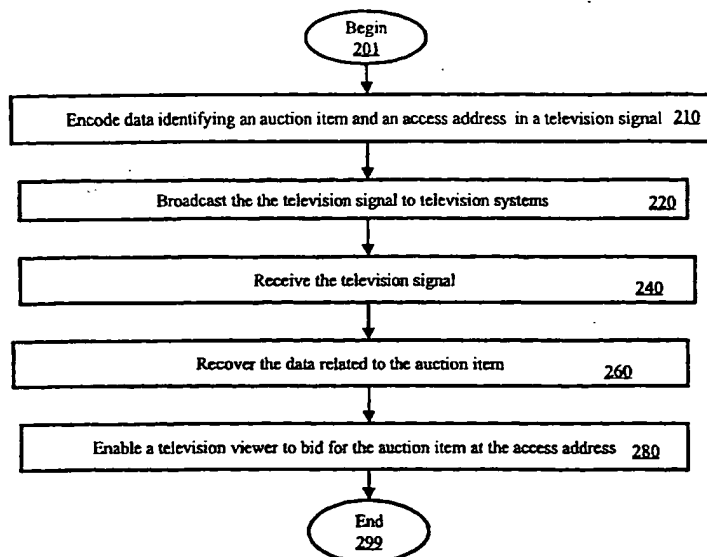 Begin
201
Encode data identifying an auction item and an access address in a television signal 210
Broadcast the the television signal to television systems 220
Receive the television signal 240
Recover the data related to the auction item 260
Enable a television viewer to bid for the auction item at the access address 280
End
299